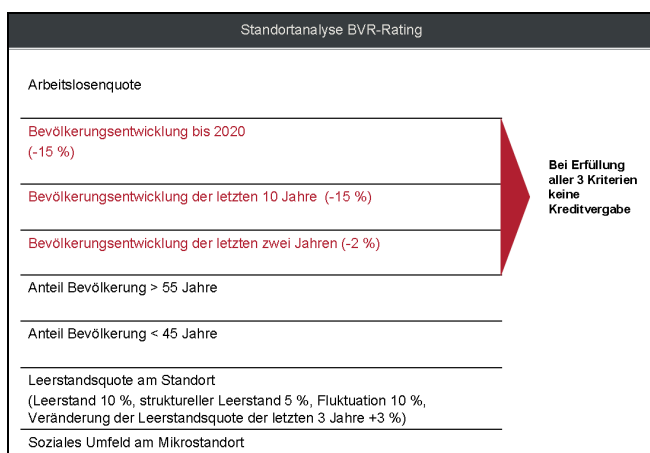 Standortanalyse BVR-Rating
Arbeitslosenquote
Bevölkerungsentwicklung bis 2020
(-15 %)
Bevölkerungsentwicklung der letzten 10 Jahre (-15 %)
Bevölkerungsentwicklung der letzten zwei Jahren (-2 %)
Bei Erfüllung
aller 3 Kriterien
keine
Kreditvergabe
Anteil Bevölkerung > 55 Jahre
Anteil Bevölkerung < 45 Jahre
Leerstandsquote am Standort
(Leerstand 10 %, struktureller Leerstand 5 %, Fluktuation 10 %,
Veränderung der Leerstandsquote der letzten 3 Jahre +3 %)
Soziales Umfeld am Mikrostandort